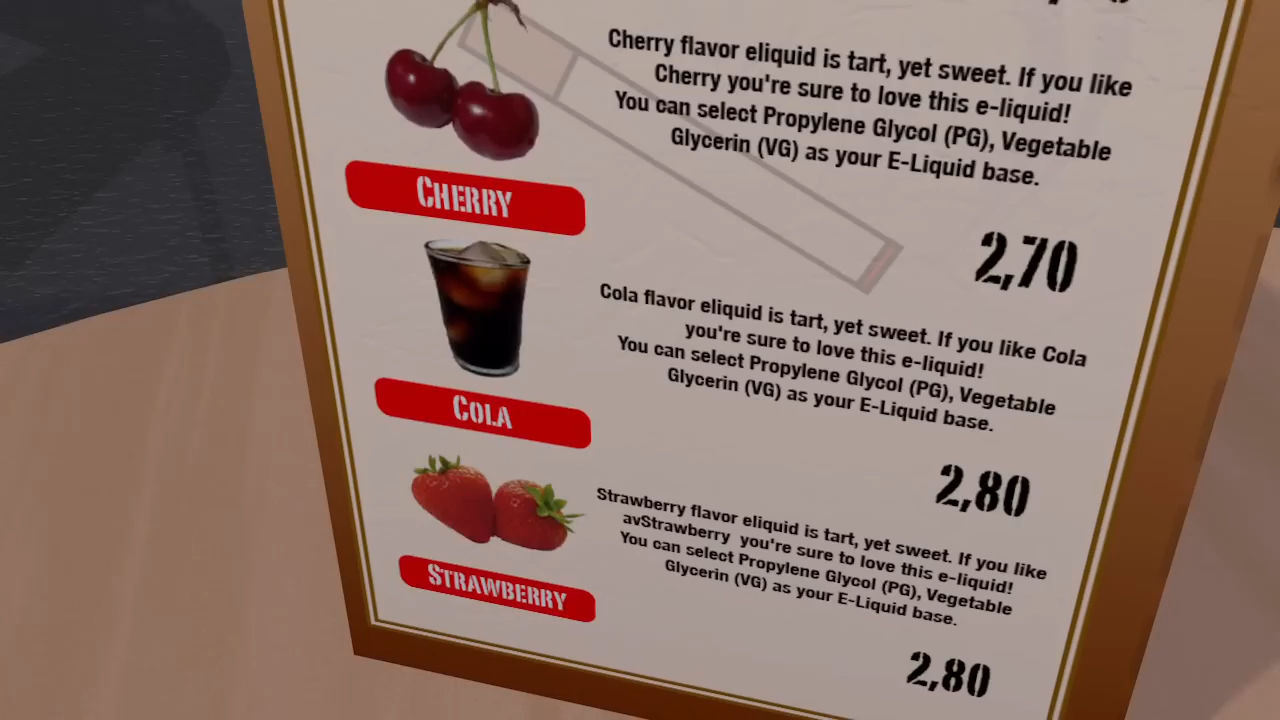 Cherry flavor eliquid is tart, yet sweet. If you like
Cherry you're sure to love this e-liquid!
You can select Propylene Glycol (PG), Vegetable
Glycerin (VG) as your E-Liquid base.
CHERRY
2,70
Cola flavor eliquid is tart, yet sweet. If you like Cola
you're sure to love this e-liquid!
You can select Propylene Glycol (PG), Vegetable
Glycerin (VG) as your E-Liquid base.
COLA
2,80
Strawberry flavor eliquid is tart, yet sweet. If you like
avStrawberry you're sure to love this e-liquid!
You can select Propylene Glycol (PG), Vegetable
Glycerin (VG) as your E-Liquid base.
STRAWBERRY
2,80